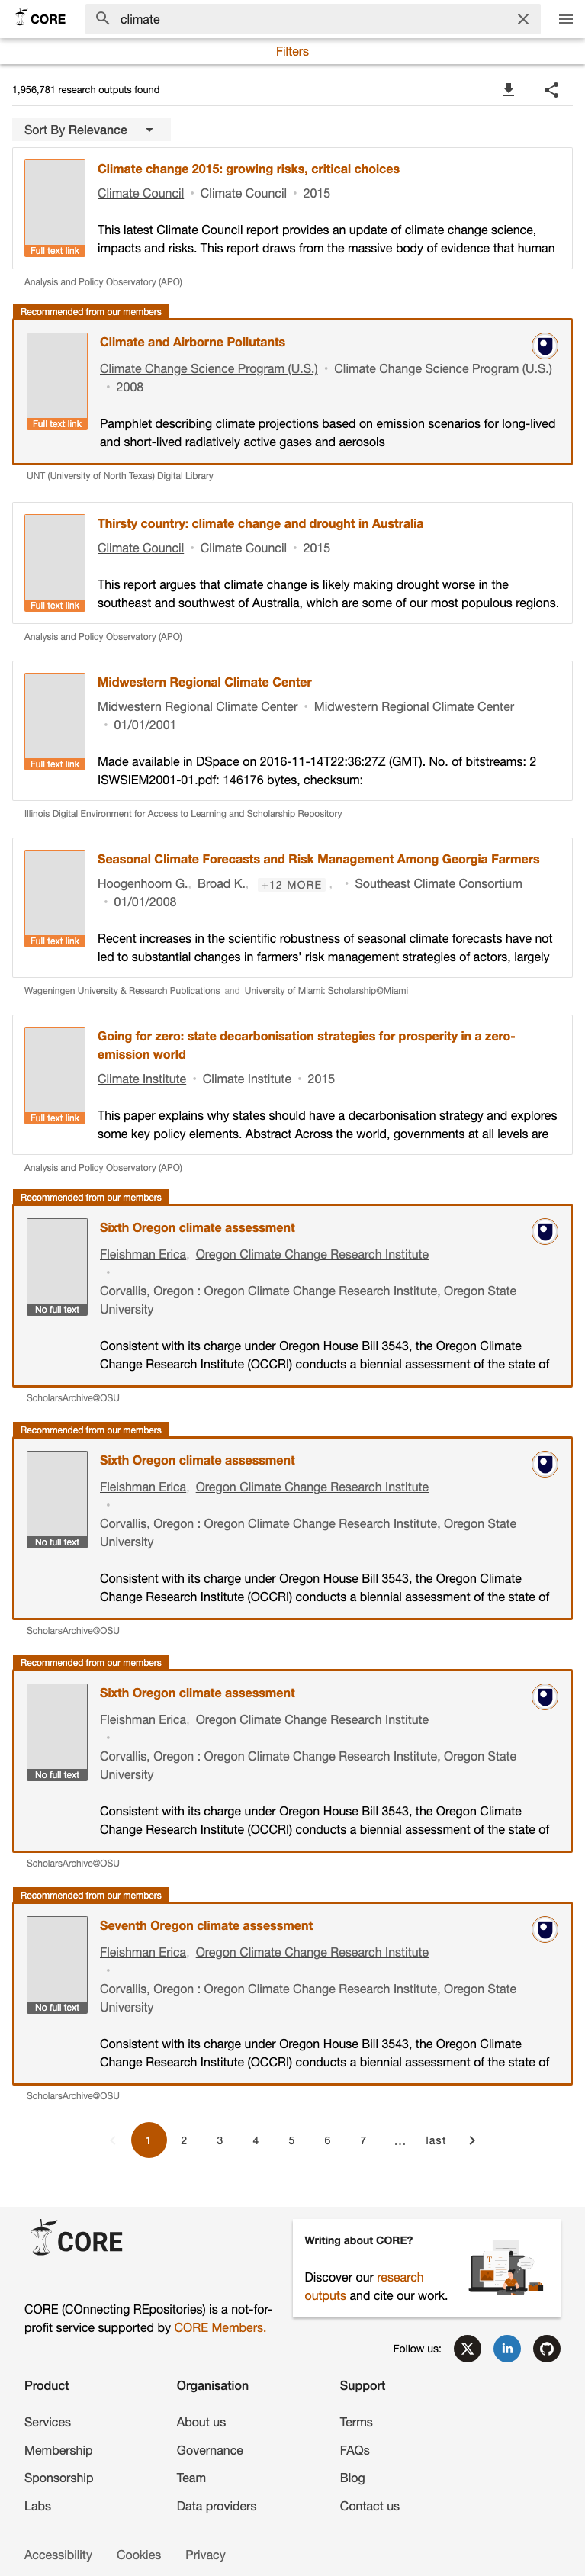 CORE
climate
Filters
1,956,781 research outputs found
Sort By Relevance
Climate change 2015: growing risks, critical choices
Climate Council • Climate Council • 2015
This latest Climate Council report provides an update of climate change science,
impacts and risks. This report draws from the massive body of evidence that human
Full text link
Analysis and Policy Observatory (APO)
Recommended from our members
Climate and Airborne Pollutants
Climate Change Science Program (U.S.) • Climate Change Science Program (U.S.)
• 2008
Full text link
Pamphlet describing climate projections based on emission scenarios for long-lived
and short-lived radiatively active gases and aerosols
UNT (University of North Texas) Digital Library
Thirsty country: climate change and drought in Australia
Climate Council • Climate Council • 2015
This report argues that climate change is likely making drought worse in the
southeast and southwest of Australia, which are some of our most populous regions.
Full text link
Analysis and Policy Observatory (APO)
Midwestern Regional Climate Center
Midwestern Regional Climate Center • Midwestern Regional Climate Center
• 01/01/2001
Made available in DSpace on 2016-11-14T22:36:27Z (GMT). No. of bitstreams: 2
Full text link
ISWSIEM2001-01.pdf: 146176 bytes, checksum:
Illinois Digital Environment for Access to Learning and Scholarship Repository
Seasonal Climate Forecasts and Risk Management Among Georgia Farmers
Hoogenhoom G., Broad K., +12 MORE , • Southeast Climate Consortium
• 01/01/2008
Recent increases in the scientific robustness of seasonal climate forecasts have not
Full text link
led to substantial changes in farmers’ risk management strategies of actors, largely
Wageningen University & Research Publications and University of Miami: Scholarship@Miami
Going for zero: state decarbonisation strategies for prosperity in a zero-
emission world
Climate Institute • Climate Institute • 2015
This paper explains why states should have a decarbonisation strategy and explores
Full text link
some key policy elements. Abstract Across the world, governments at all levels are
Analysis and Policy Observatory (APO)
Recommended from our members
Sixth Oregon climate assessment
Fleishman Erica, Oregon Climate Change Research Institute
•
Corvallis, Oregon : Oregon Climate Change Research Institute, Oregon State
University
No full text
Consistent with its charge under Oregon House Bill 3543, the Oregon Climate
Change Research Institute (OCCRI) conducts a biennial assessment of the state of
ScholarsArchive@OSU
Recommended from our members
Sixth Oregon climate assessment
Fleishman Erica, Oregon Climate Change Research Institute
•
Corvallis, Oregon : Oregon Climate Change Research Institute, Oregon State
University
No full text
Consistent with its charge under Oregon House Bill 3543, the Oregon Climate
Change Research Institute (OCCRI) conducts a biennial assessment of the state of
ScholarsArchive@OSU
Recommended from our members
Sixth Oregon climate assessment
Fleishman Erica, Oregon Climate Change Research Institute
•
Corvallis, Oregon : Oregon Climate Change Research Institute, Oregon State
University
No full text
Consistent with its charge under Oregon House Bill 3543, the Oregon Climate
Change Research Institute (OCCRI) conducts a biennial assessment of the state of
ScholarsArchive@OSU
Recommended from our members
Seventh Oregon climate assessment
Fleishman Erica, Oregon Climate Change Research Institute
•
Corvallis, Oregon : Oregon Climate Change Research Institute, Oregon State
University
No full text
Consistent with its charge under Oregon House Bill 3543, the Oregon Climate
Change Research Institute (OCCRI) conducts a biennial assessment of the state of
ScholarsArchive@OSU
1 2 3 4 5 6 7 ... last
CORE
CORE (COnnecting REpositories) is a not-for-
profit service supported by CORE Members.
Writing about CORE?
Discover our research
outputs and cite our work.
Follow us:
Product
Services
Membership
Sponsorship
Labs
Organisation
About us
Governance
Team
Data providers
Support
Terms
FAQs
Blog
Contact us
Accessibility Cookies Privacy